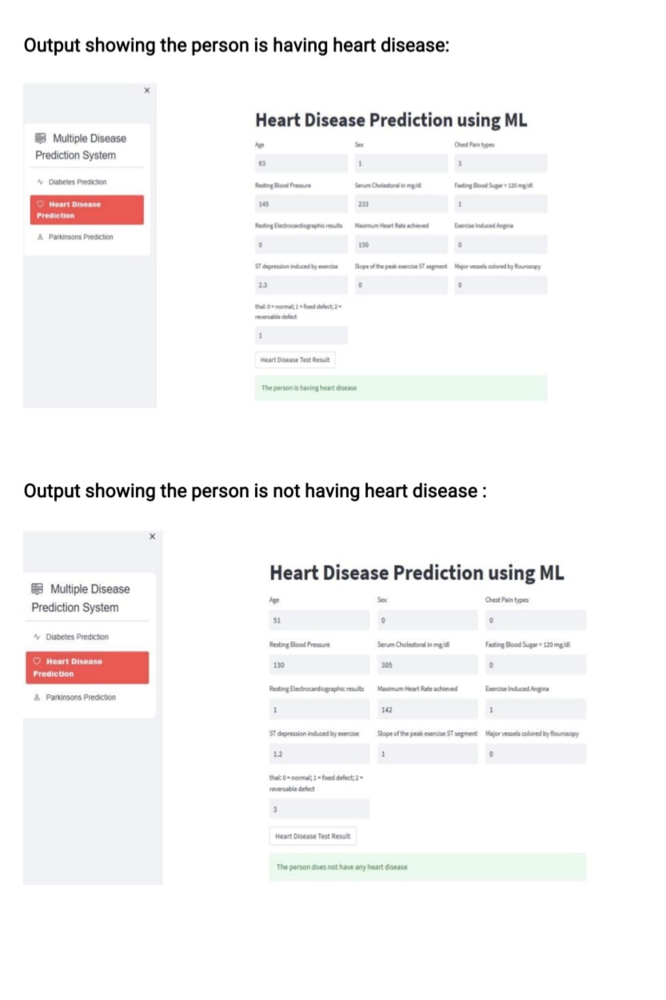 Output showing the person is having heart disease:
×
Multiple Disease
Prediction System
Diabetes Prediction
Heart Disease
Prediction
Parkinsons Prediction
Heart Disease Prediction using ML
Age Sex Chest Pain types
63 1 3
Resting Blood Pressure Serum Cholestoral in mg/dl Fasting Blood Sugar > 120 mg/dl
145 233 1
Resting Electrocardiographic results Maximum Heart Rate achieved Exercise Induced Angina
0 150 0
ST depression induced by exercise Slope of the peak exercise ST segment Major vessels colored by flourosopy
2.3 0 0
thal: 0 = normal; 1 = fixed defect; 2 =
reversable defect
1
Heart Disease Test Result
The person is having heart disease
Output showing the person is not having heart disease :
×
Multiple Disease
Prediction System
Diabetes Prediction
Heart Disease
Prediction
Parkinsons Prediction
Heart Disease Prediction using ML
Age Sex Chest Pain types
51 0 0
Resting Blood Pressure Serum Cholestoral in mg/dl Fasting Blood Sugar > 120 mg/dl
130 305 0
Resting Electrocardiographic results Maximum Heart Rate achieved Exercise Induced Angina
1 142 1
ST depression induced by exercise Slope of the peak exercise ST segment Major vessels colored by flourosopy
1.2 1 0
thal: 0 = normal; 1 = fixed defect; 2 =
reversable defect
3
Heart Disease Test Result
The person does not have any heart disease